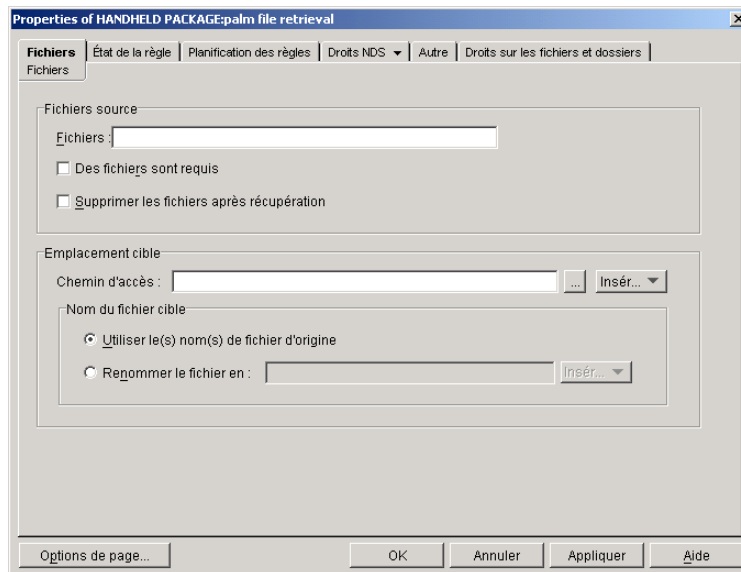 Properties of HANDHELD PACKAGE:palm file retrieval
Fichiers État de la règle Planification des règles Droits NDS Autre Droits sur les fichiers et dossiers
Fichiers
Fichiers source
Fichiers :
Des fichiers sont requis
Supprimer les fichiers après récupération
Emplacement cible
Chemin d'accès : ... Insér...
Nom du fichier cible
Utiliser le(s) nom(s) de fichier d'origine
Renommer le fichier en : Insér...
Options de page... OK Annuler Appliquer Aide